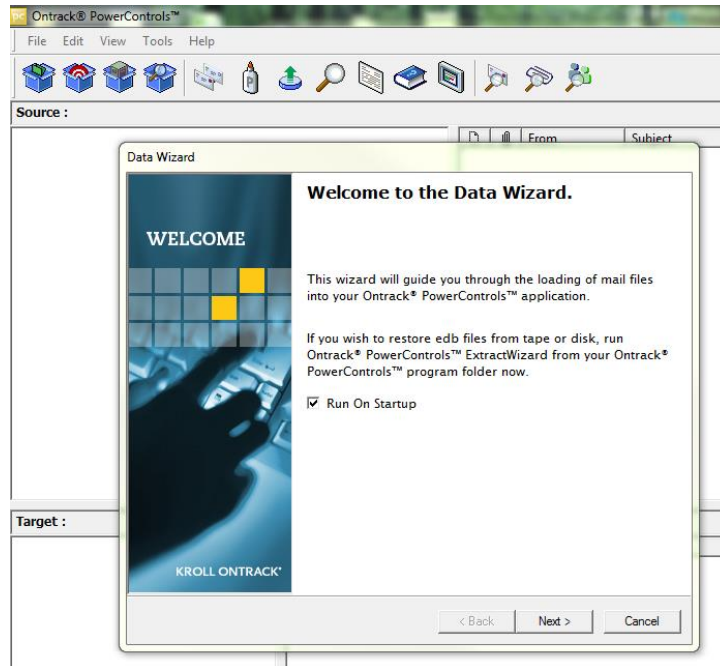 Ontrack® PowerControls™
File Edit View Tools Help
Source :
From Subject
Data Wizard
WELCOME
KROLL ONTRACK®
Welcome to the Data Wizard.
This wizard will guide you through the loading of mail files
into your Ontrack® PowerControls™ application.
If you wish to restore edb files from tape or disk, run
Ontrack® PowerControls™ ExtractWizard from your Ontrack®
PowerControls™ program folder now.
Run On Startup
< Back Next > Cancel
Target :